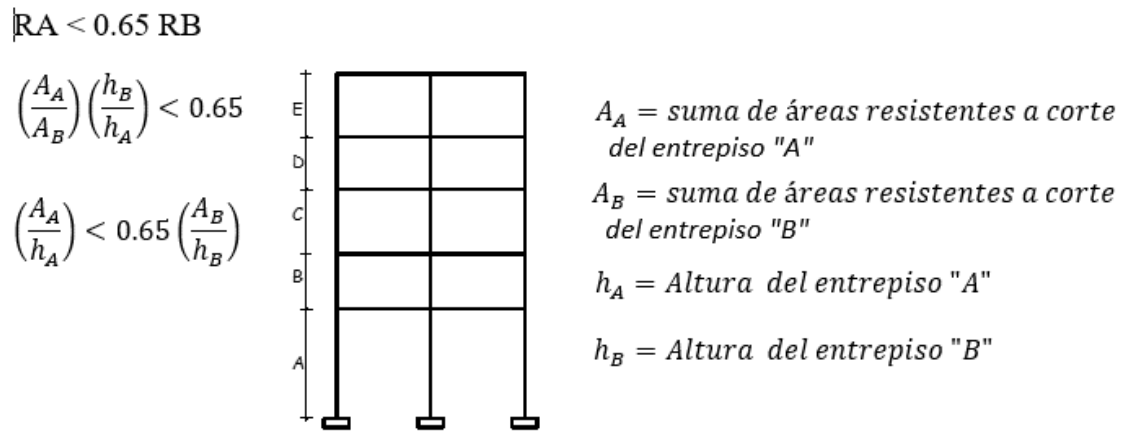 RA < 0.65 RB
(A_A/A_B)(h_B/h_A) < 0.65
(A_A/h_A) < 0.65 (A_B/h_B)
E
D
C
B
A
A_A = suma de áreas resistentes a corte
del entrepiso "A"
A_B = suma de áreas resistentes a corte
del entrepiso "B"
h_A = Altura del entrepiso "A"
h_B = Altura del entrepiso "B"